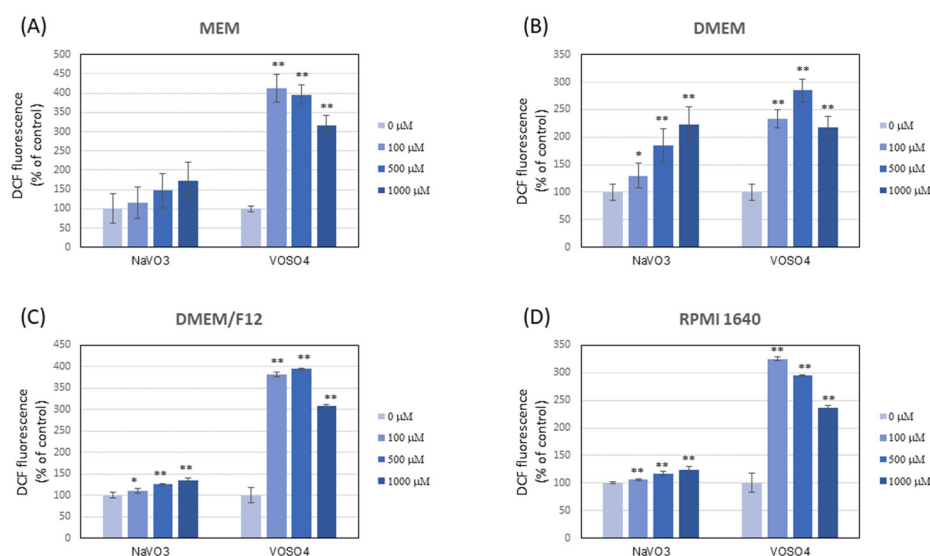 (A)
MEM
DCF fluorescence
(% of control)
500
450
400
350
300
250
200
150
100
50
0
** ** **
NaVO3 VOSO4
0 µM
100 µM
500 µM
1000 µM
(B)
DMEM
DCF fluorescence
(% of control)
350
300
250
200
150
100
50
0
* ** ** ** ** **
NaVO3 VOSO4
0 µM
100 µM
500 µM
1000 µM
(C)
DMEM/F12
DCF fluorescence
(% of control)
450
400
350
300
250
200
150
100
50
0
* ** ** ** ** **
NaVO3 VOSO4
0 µM
100 µM
500 µM
1000 µM
(D)
RPMI 1640
DCF fluorescence
(% of control)
350
300
250
200
150
100
50
0
** ** ** ** ** **
NaVO3 VOSO4
0 µM
100 µM
500 µM
1000 µM